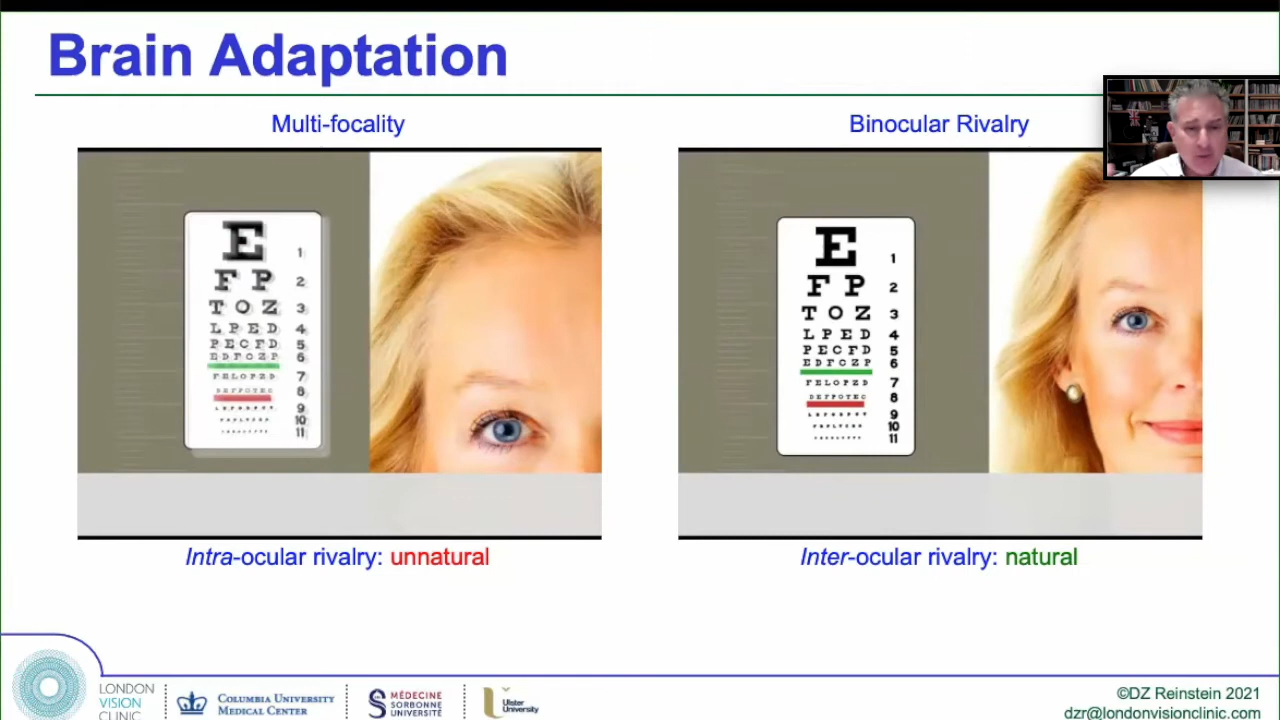 Brain Adaptation
Multi-focality
Binocular Rivalry
E 1
F P 2
T O Z 3
L P E D 4
P E C F D 5
E D F C Z P 6
F E L O P Z D 7
D E F P O T E C 8
9
10
11
E 1
F P 2
T O Z 3
L P E D 4
P E C F D 5
E D F C Z P 6
F E L O P Z D 7
D E F P O T E C 8
9
10
11
Intra-ocular rivalry: unnatural
Inter-ocular rivalry: natural
LONDON
VISION
CLINIC
COLUMBIA UNIVERSITY
MEDICAL CENTER
MÉDECINE
SORBONNE
UNIVERSITÉ
Ulster
University
©DZ Reinstein 2021
dzr@londonvisionclinic.com